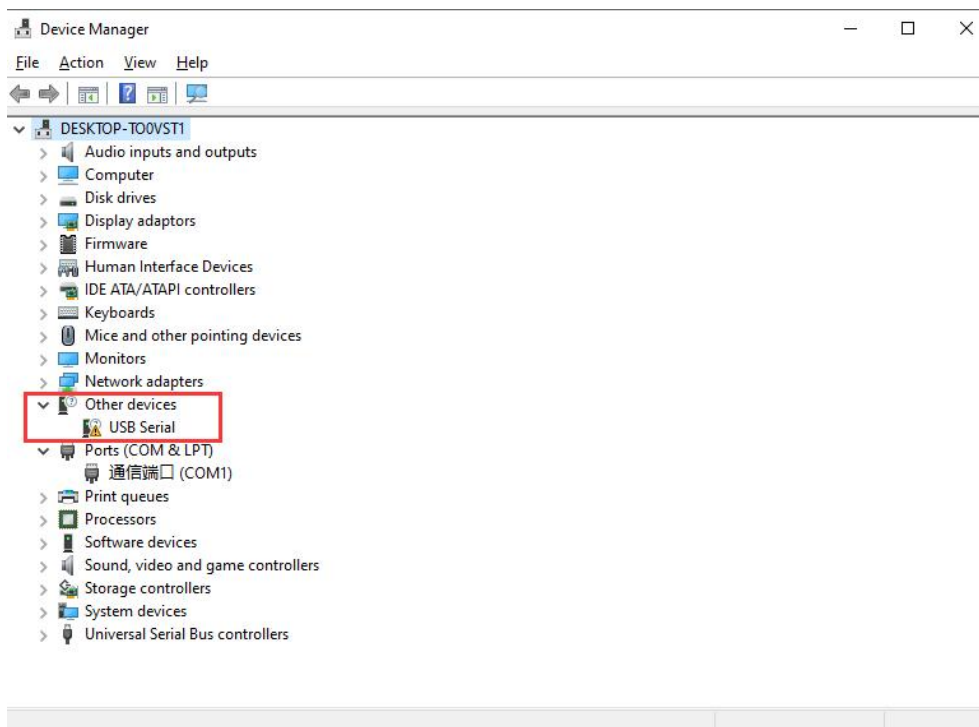 Device Manager
File Action View Help
DESKTOP-TO0VST1
Audio inputs and outputs
Computer
Disk drives
Display adaptors
Firmware
Human Interface Devices
IDE ATA/ATAPI controllers
Keyboards
Mice and other pointing devices
Monitors
Network adapters
Other devices
USB Serial
Ports (COM & LPT)
通信端口 (COM1)
Print queues
Processors
Software devices
Sound, video and game controllers
Storage controllers
System devices
Universal Serial Bus controllers